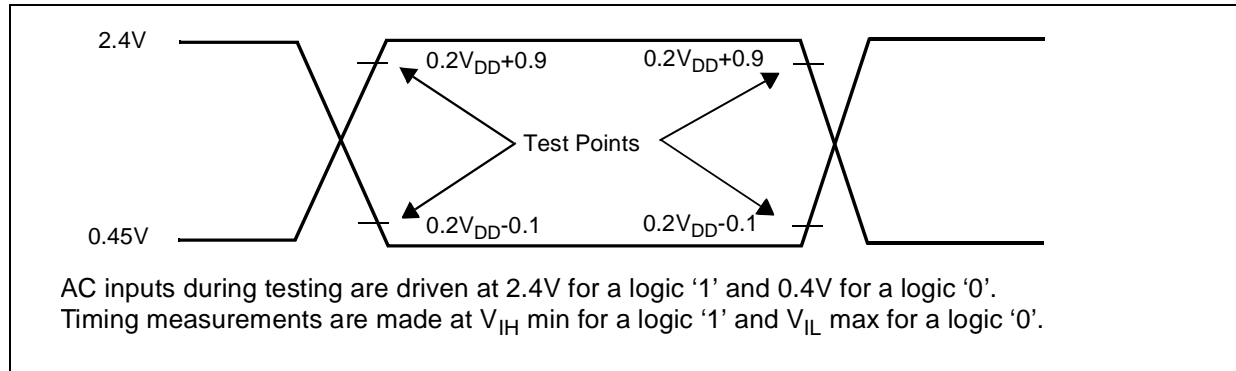 2.4V
0.2VDD+0.9
0.2VDD+0.9
Test Points
0.45V
0.2VDD-0.1
0.2VDD-0.1
AC inputs during testing are driven at 2.4V for a logic ‘1’ and 0.4V for a logic ‘0’.
Timing measurements are made at VIH min for a logic ‘1’ and VIL max for a logic ‘0’.